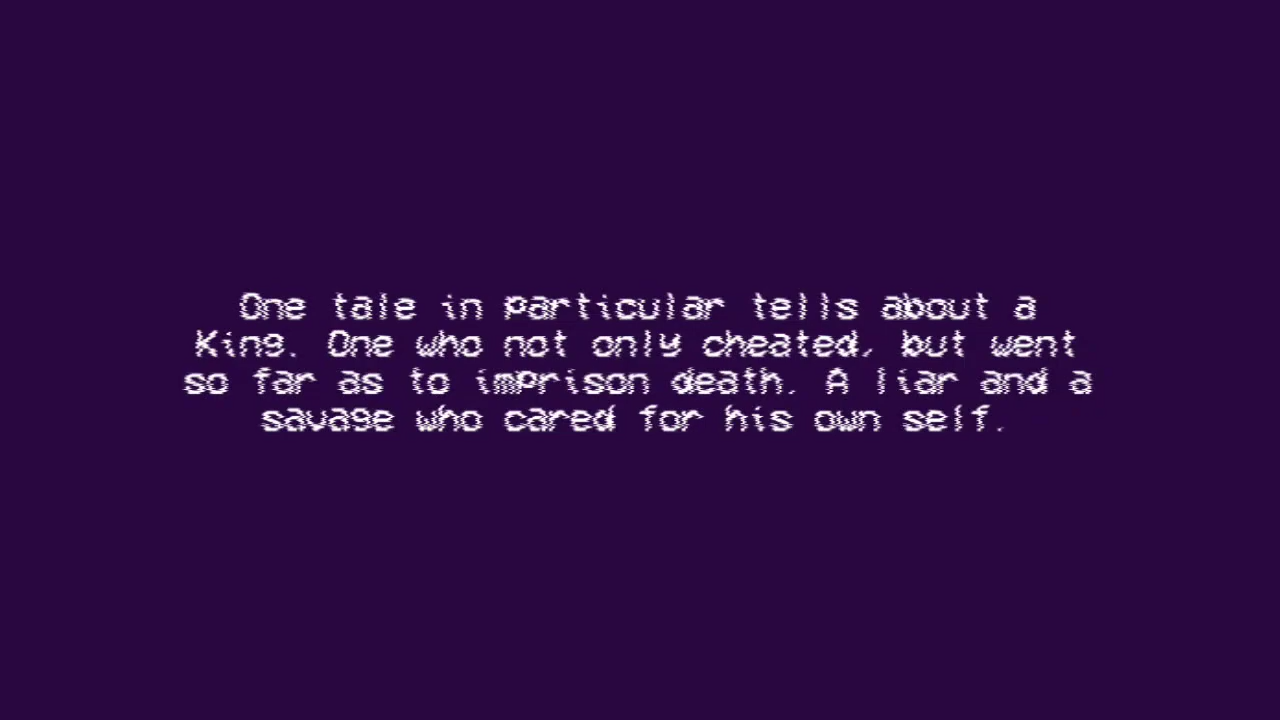 One tale in particular tells about a
King. One who not only cheated, but went
so far as to imprison death. A liar and a
savage who cared for his own self.